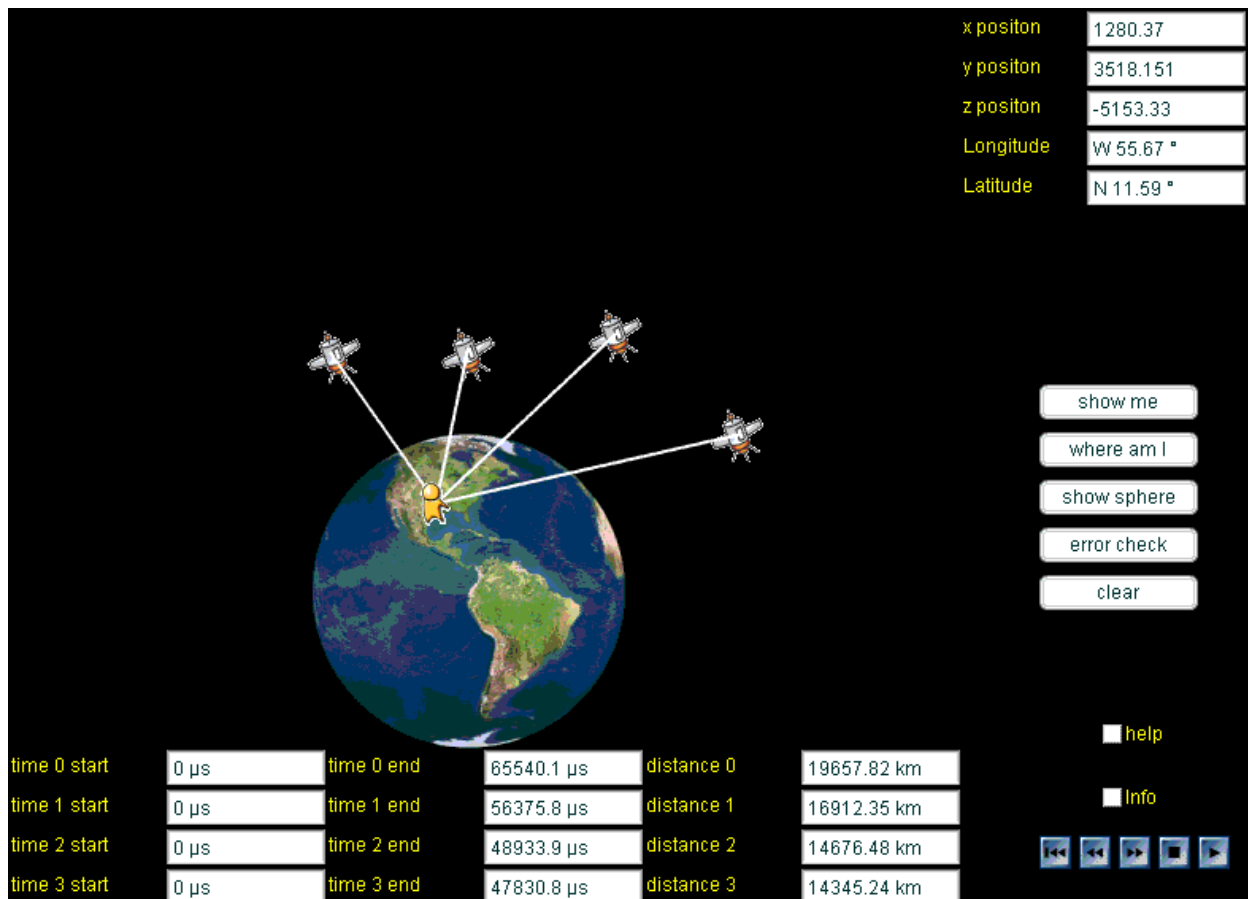 x positon 1280.37
y positon 3518.151
z positon -5153.33
Longitude W 55.67 °
Latitude N 11.59 °
show me
where am I
show sphere
error check
clear
help
Info
time 0 start 0 µs time 0 end 65540.1 µs distance 0 19657.82 km
time 1 start 0 µs time 1 end 56375.8 µs distance 1 16912.35 km
time 2 start 0 µs time 2 end 48933.9 µs distance 2 14676.48 km
time 3 start 0 µs time 3 end 47830.8 µs distance 3 14345.24 km